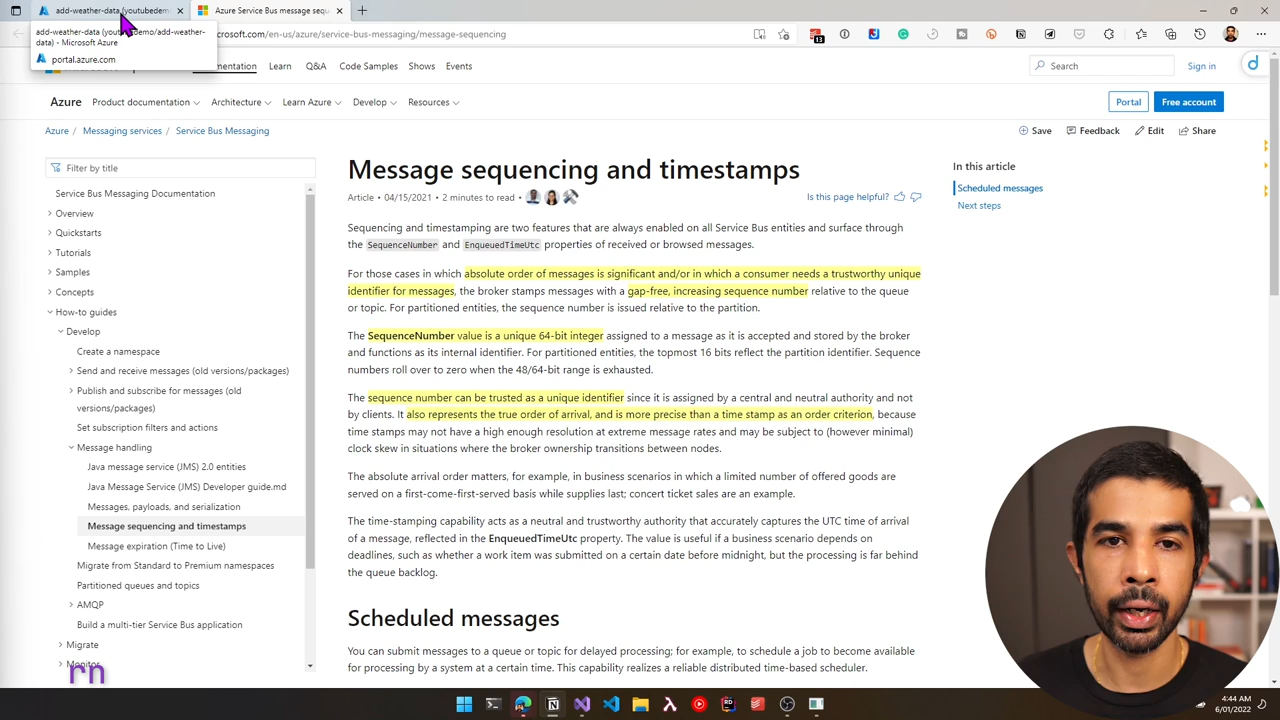 add-weather-data (youtubedem
Azure Service Bus message sequ
add-weather-data (youtubedemo/add-weather-
data) - Microsoft Azure
portal.azure.com
rosoft.com/en-us/azure/service-bus-messaging/message-sequencing
13
Learn
Q&A
Code Samples
Shows
Events
Search
Sign in
Azure
Product documentation
Architecture
Learn Azure
Develop
Resources
Portal
Free account
Azure / Messaging services / Service Bus Messaging
Save
Feedback
Edit
Share
Filter by title
Service Bus Messaging Documentation
Overview
Quickstarts
Tutorials
Samples
Concepts
How-to guides
Develop
Create a namespace
Send and receive messages (old versions/packages)
Publish and subscribe for messages (old
versions/packages)
Set subscription filters and actions
Message handling
Java message service (JMS) 2.0 entities
Java Message Service (JMS) Developer guide.md
Messages, payloads, and serialization
Message sequencing and timestamps
Message expiration (Time to Live)
Migrate from Standard to Premium namespaces
Partitioned queues and topics
AMQP
Build a multi-tier Service Bus application
Migrate
Monitor
rn
Message sequencing and timestamps
Article • 04/15/2021 • 2 minutes to read •
Is this page helpful?
Sequencing and timestamping are two features that are always enabled on all Service Bus entities and surface through
the SequenceNumber and EnqueuedTimeUtc properties of received or browsed messages.
For those cases in which absolute order of messages is significant and/or in which a consumer needs a trustworthy unique
identifier for messages, the broker stamps messages with a gap-free, increasing sequence number relative to the queue
or topic. For partitioned entities, the sequence number is issued relative to the partition.
The SequenceNumber value is a unique 64-bit integer assigned to a message as it is accepted and stored by the broker
and functions as its internal identifier. For partitioned entities, the topmost 16 bits reflect the partition identifier. Sequence
numbers roll over to zero when the 48/64-bit range is exhausted.
The sequence number can be trusted as a unique identifier since it is assigned by a central and neutral authority and not
by clients. It also represents the true order of arrival, and is more precise than a time stamp as an order criterion, because
time stamps may not have a high enough resolution at extreme message rates and may be subject to (however minimal)
clock skew in situations where the broker ownership transitions between nodes.
The absolute arrival order matters, for example, in business scenarios in which a limited number of offered goods are
served on a first-come-first-served basis while supplies last; concert ticket sales are an example.
The time-stamping capability acts as a neutral and trustworthy authority that accurately captures the UTC time of arrival
of a message, reflected in the EnqueuedTimeUtc property. The value is useful if a business scenario depends on
deadlines, such as whether a work item was submitted on a certain date before midnight, but the processing is far behind
the queue backlog.
Scheduled messages
You can submit messages to a queue or topic for delayed processing; for example, to schedule a job to become available
for processing by a system at a certain time. This capability realizes a reliable distributed time-based scheduler.
In this article
Scheduled messages
Next steps
4:44 AM
6/01/2022